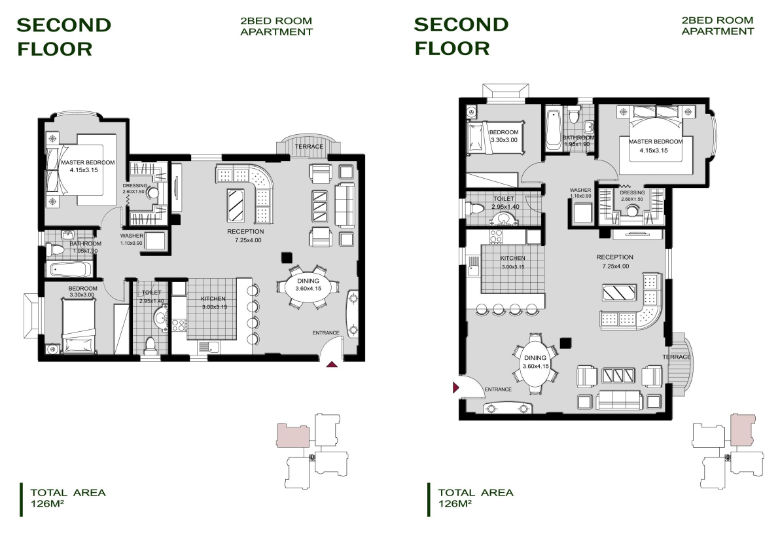 SECOND
FLOOR
2BED ROOM
APARTMENT
TERRACE
MASTER BEDROOM
4.15x3.15
DRESSING
2.60X1.50
RECEPTION
7.25x4.00
WASHER
1.10x0.90
BATHROOM
1.95x1.90
BEDROOM
3.30x3.00
TOILET
2.95x1.40
KITCHEN
3.00x3.15
DINING
3.60x4.15
ENTRANCE
TOTAL AREA
126M²
SECOND
FLOOR
2BED ROOM
APARTMENT
BEDROOM
3.30x3.00
BATHROOM
1.95x1.90
MASTER BEDROOM
4.15x3.15
WASHER
1.10x0.90
DRESSING
2.60X1.50
TOILET
2.95x1.40
KITCHEN
3.00x3.15
RECEPTION
7.25x4.00
TERRACE
DINING
3.60x4.15
ENTRANCE
TOTAL AREA
126M²